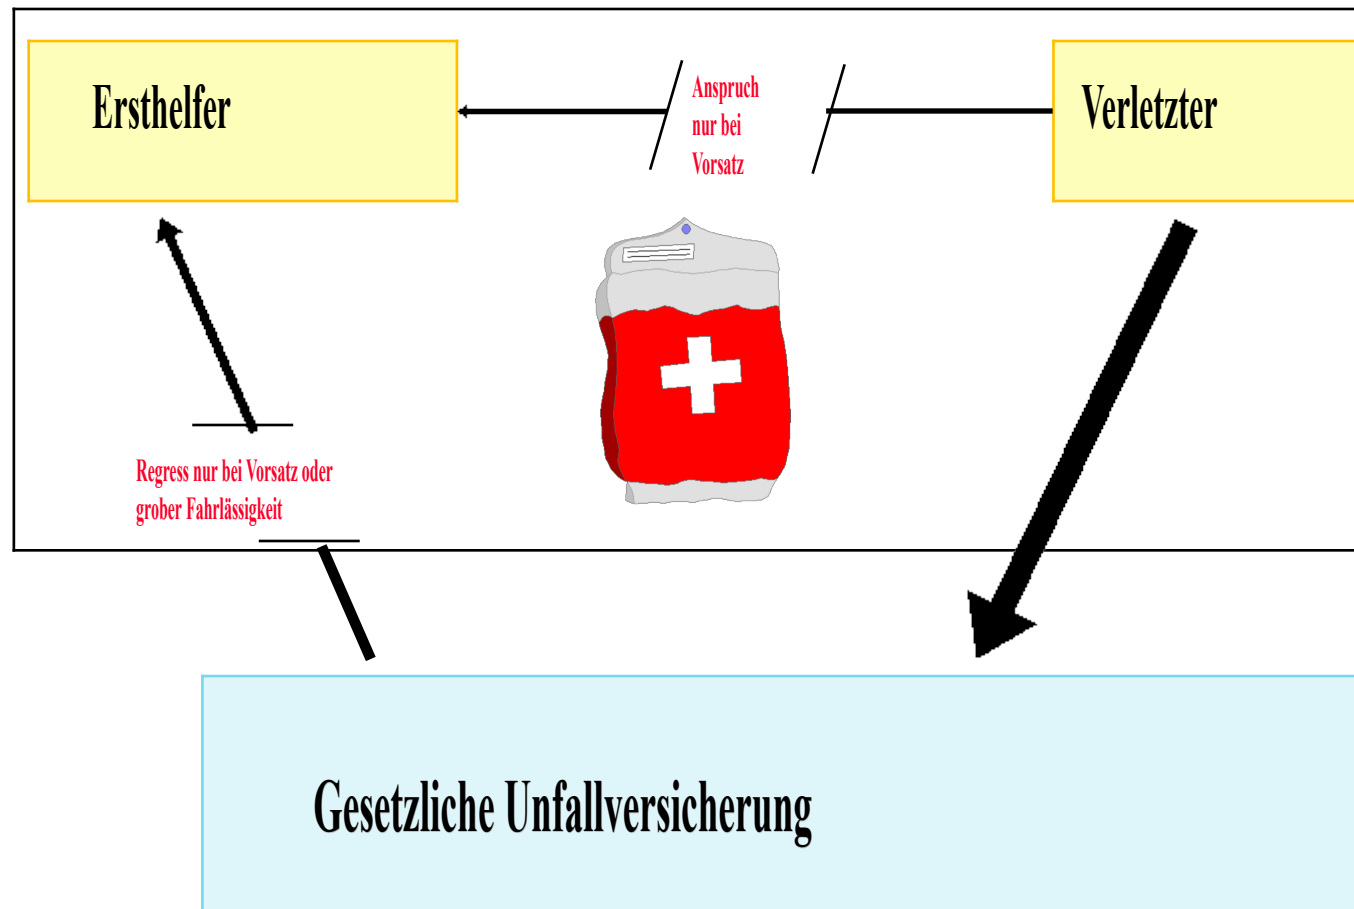 Ersthelfer
Anspruch
nur bei
Vorsatz
Verletzter
Regress nur bei Vorsatz oder
grober Fahrlässigkeit
Gesetzliche Unfallversicherung